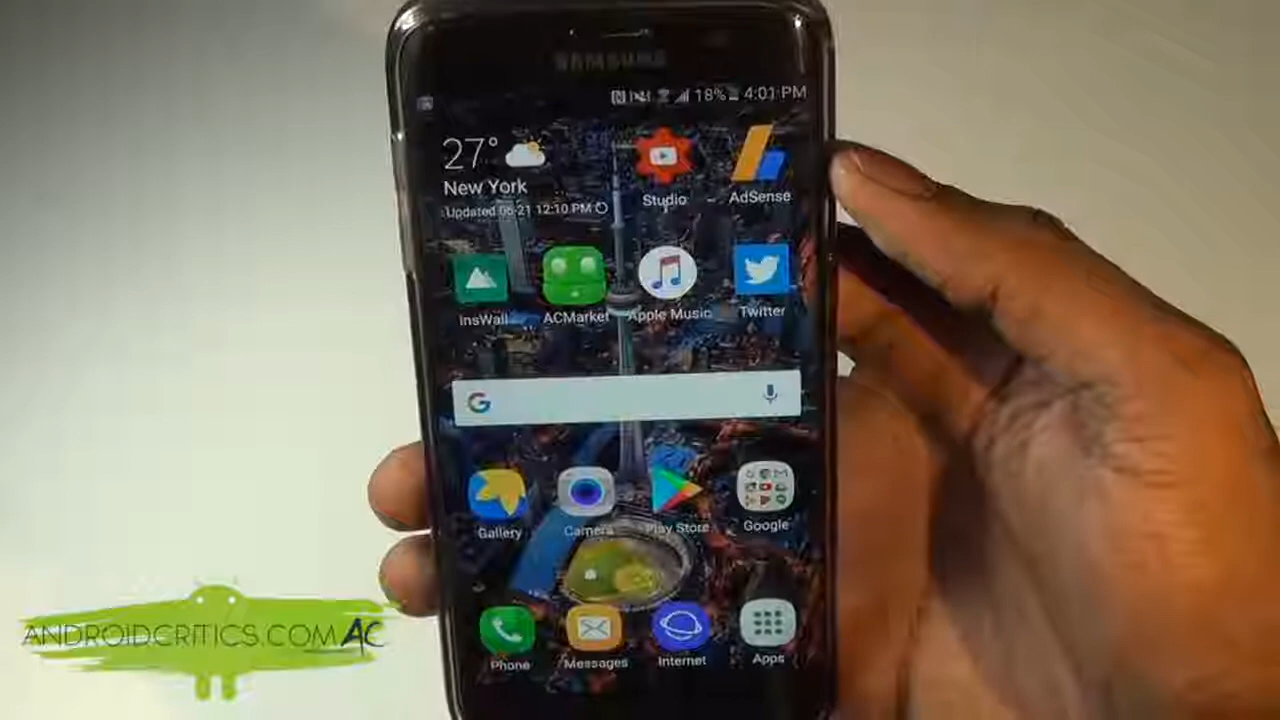 SAMSUNG
18% 4:01 PM
27°
New York
Updated 06-21 12:10 PM
Studio
AdSense
InsWall
ACMarket
Apple Music
Twitter
G
Gallery
Camera
Play Store
Google
ANDROIDCRITICS.COM AC
Phone
Messages
Internet
Apps